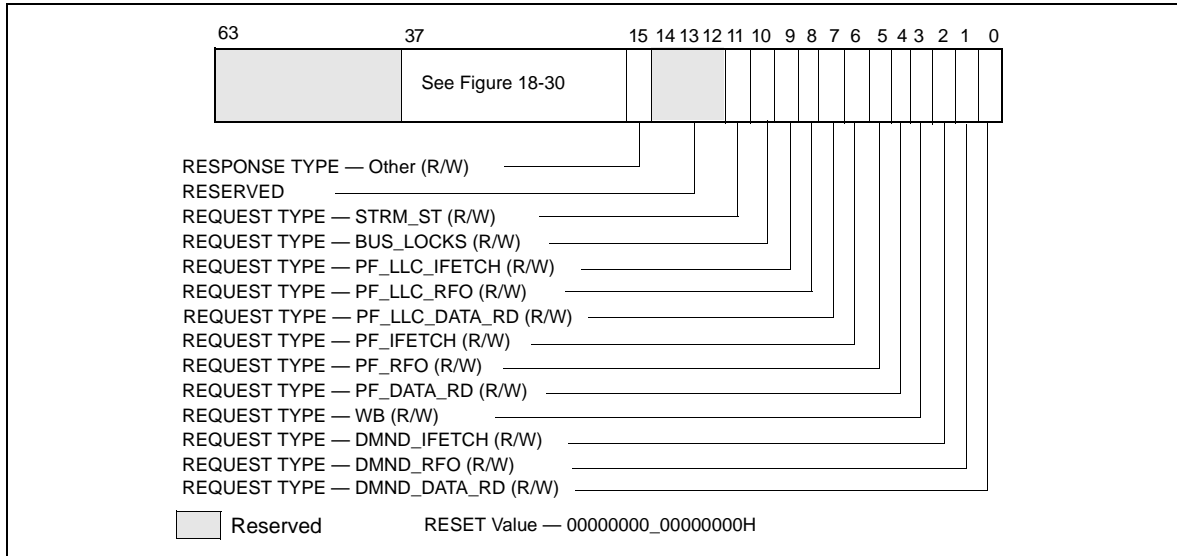 63 37 15 14 13 12 11 10 9 8 7 6 5 4 3 2 1 0
See Figure 18-30
RESPONSE TYPE — Other (R/W)
RESERVED
REQUEST TYPE — STRM_ST (R/W)
REQUEST TYPE — BUS_LOCKS (R/W)
REQUEST TYPE — PF_LLC_IFETCH (R/W)
REQUEST TYPE — PF_LLC_RFO (R/W)
REQUEST TYPE — PF_LLC_DATA_RD (R/W)
REQUEST TYPE — PF_IFETCH (R/W)
REQUEST TYPE — PF_RFO (R/W)
REQUEST TYPE — PF_DATA_RD (R/W)
REQUEST TYPE — WB (R/W)
REQUEST TYPE — DMND_IFETCH (R/W)
REQUEST TYPE — DMND_RFO (R/W)
REQUEST TYPE — DMND_DATA_RD (R/W)
Reserved RESET Value — 00000000_00000000H